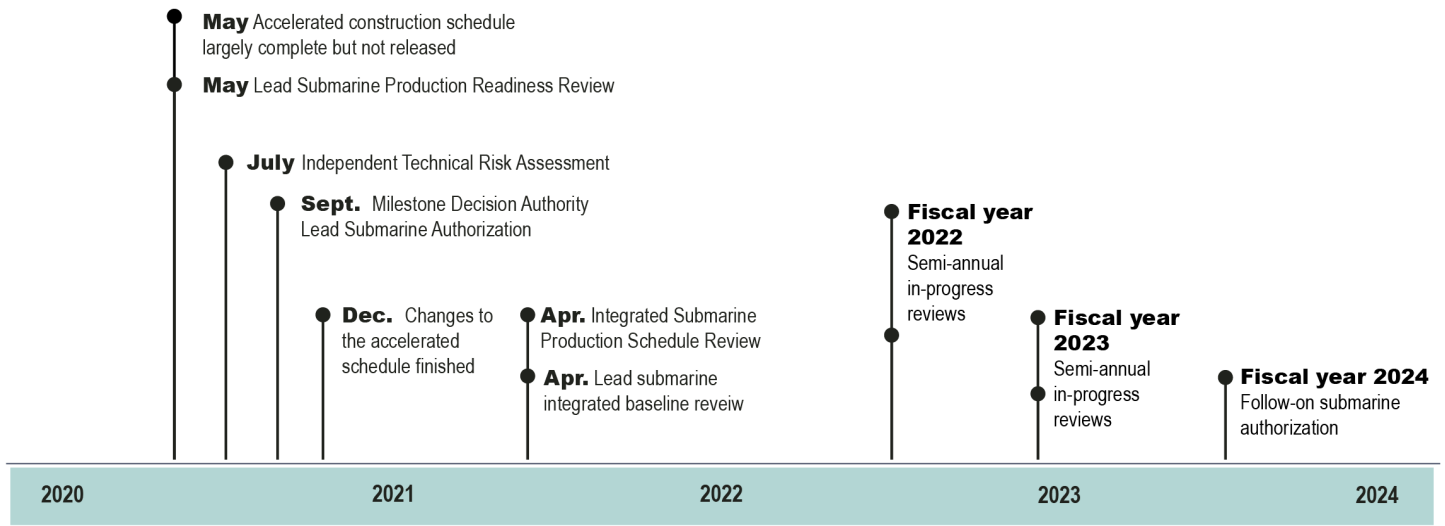 May Accelerated construction schedule
largely complete but not released
May Lead Submarine Production Readiness Review
July Independent Technical Risk Assessment
Sept. Milestone Decision Authority
Lead Submarine Authorization
Dec. Changes to
the accelerated
schedule finished
Apr. Integrated Submarine
Production Schedule Review
Apr. Lead submarine
integrated baseline reveiw
Fiscal year
2022
Semi-annual
in-progress
reviews
Fiscal year
2023
Semi-annual
in-progress
reviews
Fiscal year 2024
Follow-on submarine
authorization
2020
2021
2022
2023
2024